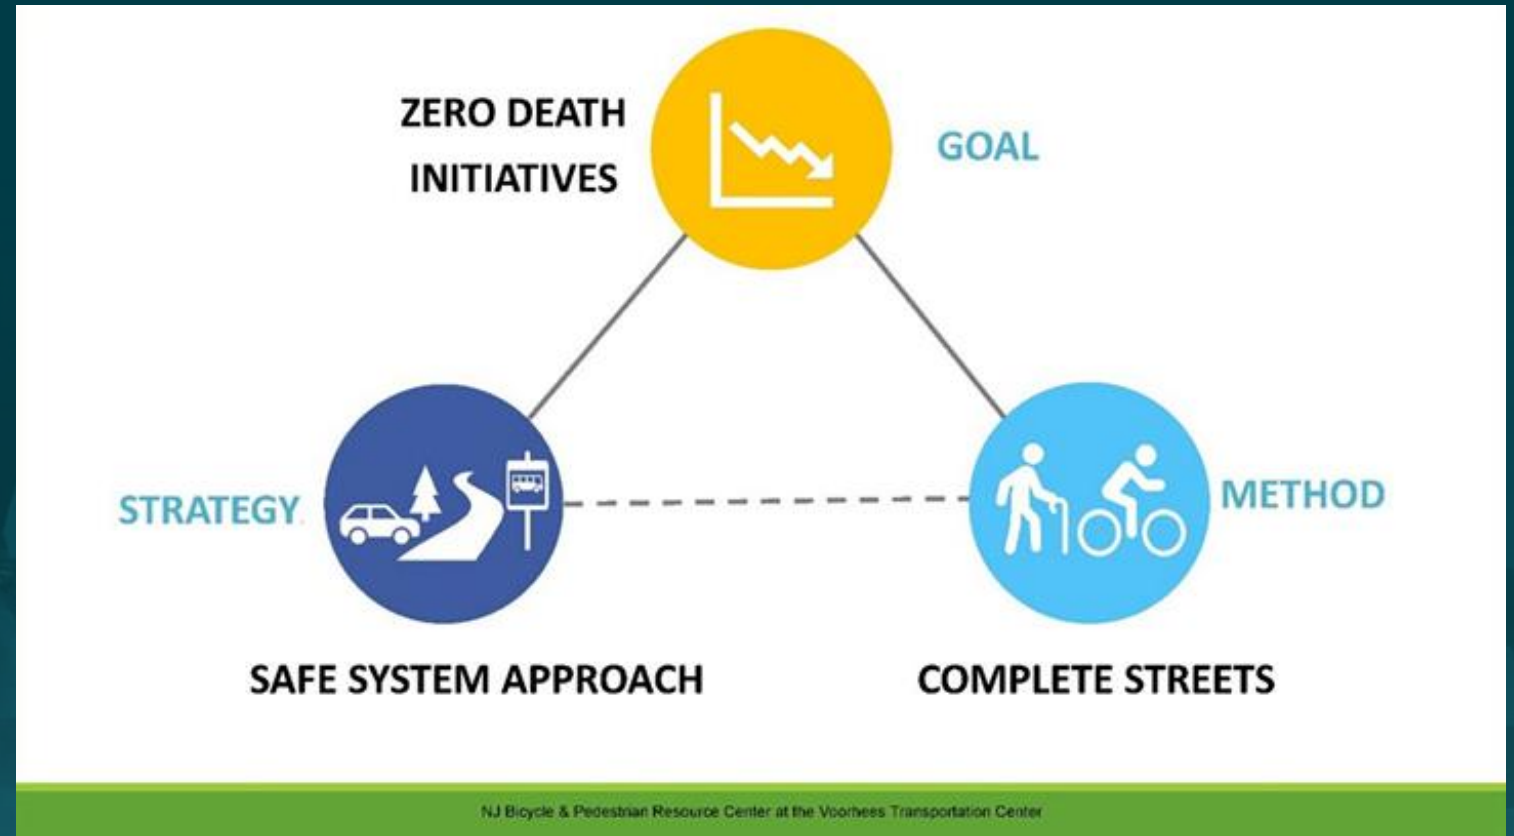 ZERO DEATH
INITIATIVES
GOAL
STRATEGY
METHOD
SAFE SYSTEM APPROACH
COMPLETE STREETS
NJ Bicycle & Pedestrian Resource Center at the Voorhees Transportation Center